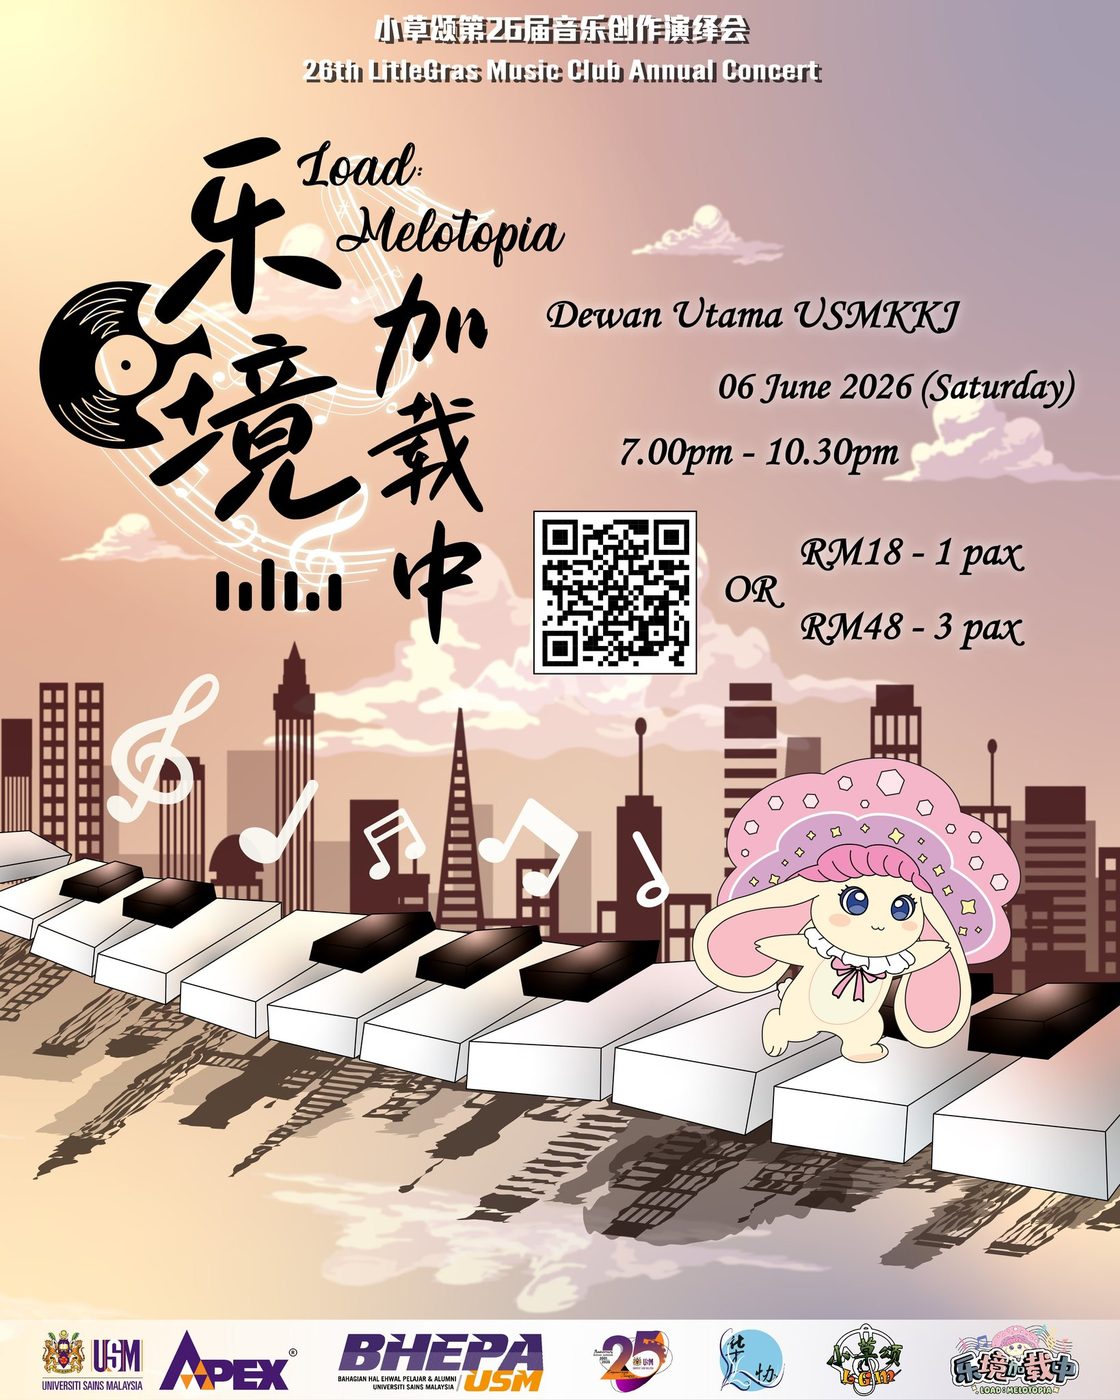 小草颂第26届音乐创作演绎会
26th LitleGras Music Club Annual Concert
Load:
Melotopia
乐境
加载中
Dewan Utama USMKKJ
06 June 2026 (Saturday)
7.00pm - 10.30pm
RM18 - 1 pax
OR
RM48 - 3 pax
USM
UNIVERSITI SAINS MALAYSIA
APEX®
BHEPA
BAHAGIAN HAL EHWAL PELAJAR & ALUMNI
UNIVERSITI SAINS MALAYSIA
USM
25
华协
小草颂
LGM
乐境加载中
LOAD:MELOTOPIA